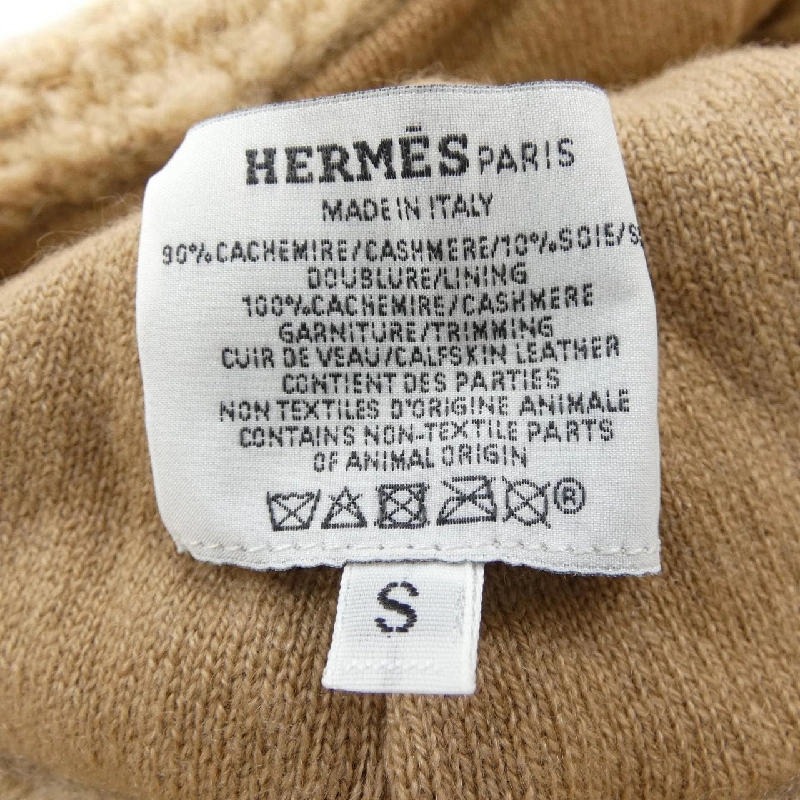 HERMĒS PARIS
MADE IN ITALY
90%CACHEMIRE/CASHMERE/10%SOIE/S
DOUBLURE/LINING
100%CACHEMIRE/CASHMERE
GARNITURE/TRIMMING
CUIR DE VEAU/CALFSKIN LEATHER
CONTIENT DES PARTIES
NON TEXTILES D'ORIGINE ANIMALE
CONTAINS NON-TEXTILE PARTS
OF ANIMAL ORIGIN
®
S